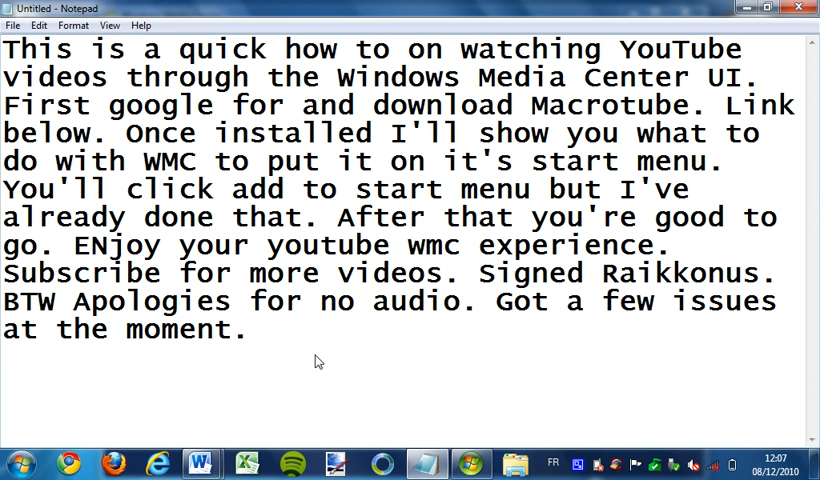 Untitled - Notepad
File Edit Format View Help
This is a quick how to on watching YouTube
videos through the Windows Media Center UI.
First google for and download Macrotube. Link
below. Once installed I'll show you what to
do with WMC to put it on it's start menu.
You'll click add to start menu but I've
already done that. After that you're good to
go. ENjoy your youtube wmc experience.
Subscribe for more videos. Signed Raikkonus.
BTW Apologies for no audio. Got a few issues
at the moment.
FR
12:07
08/12/2010